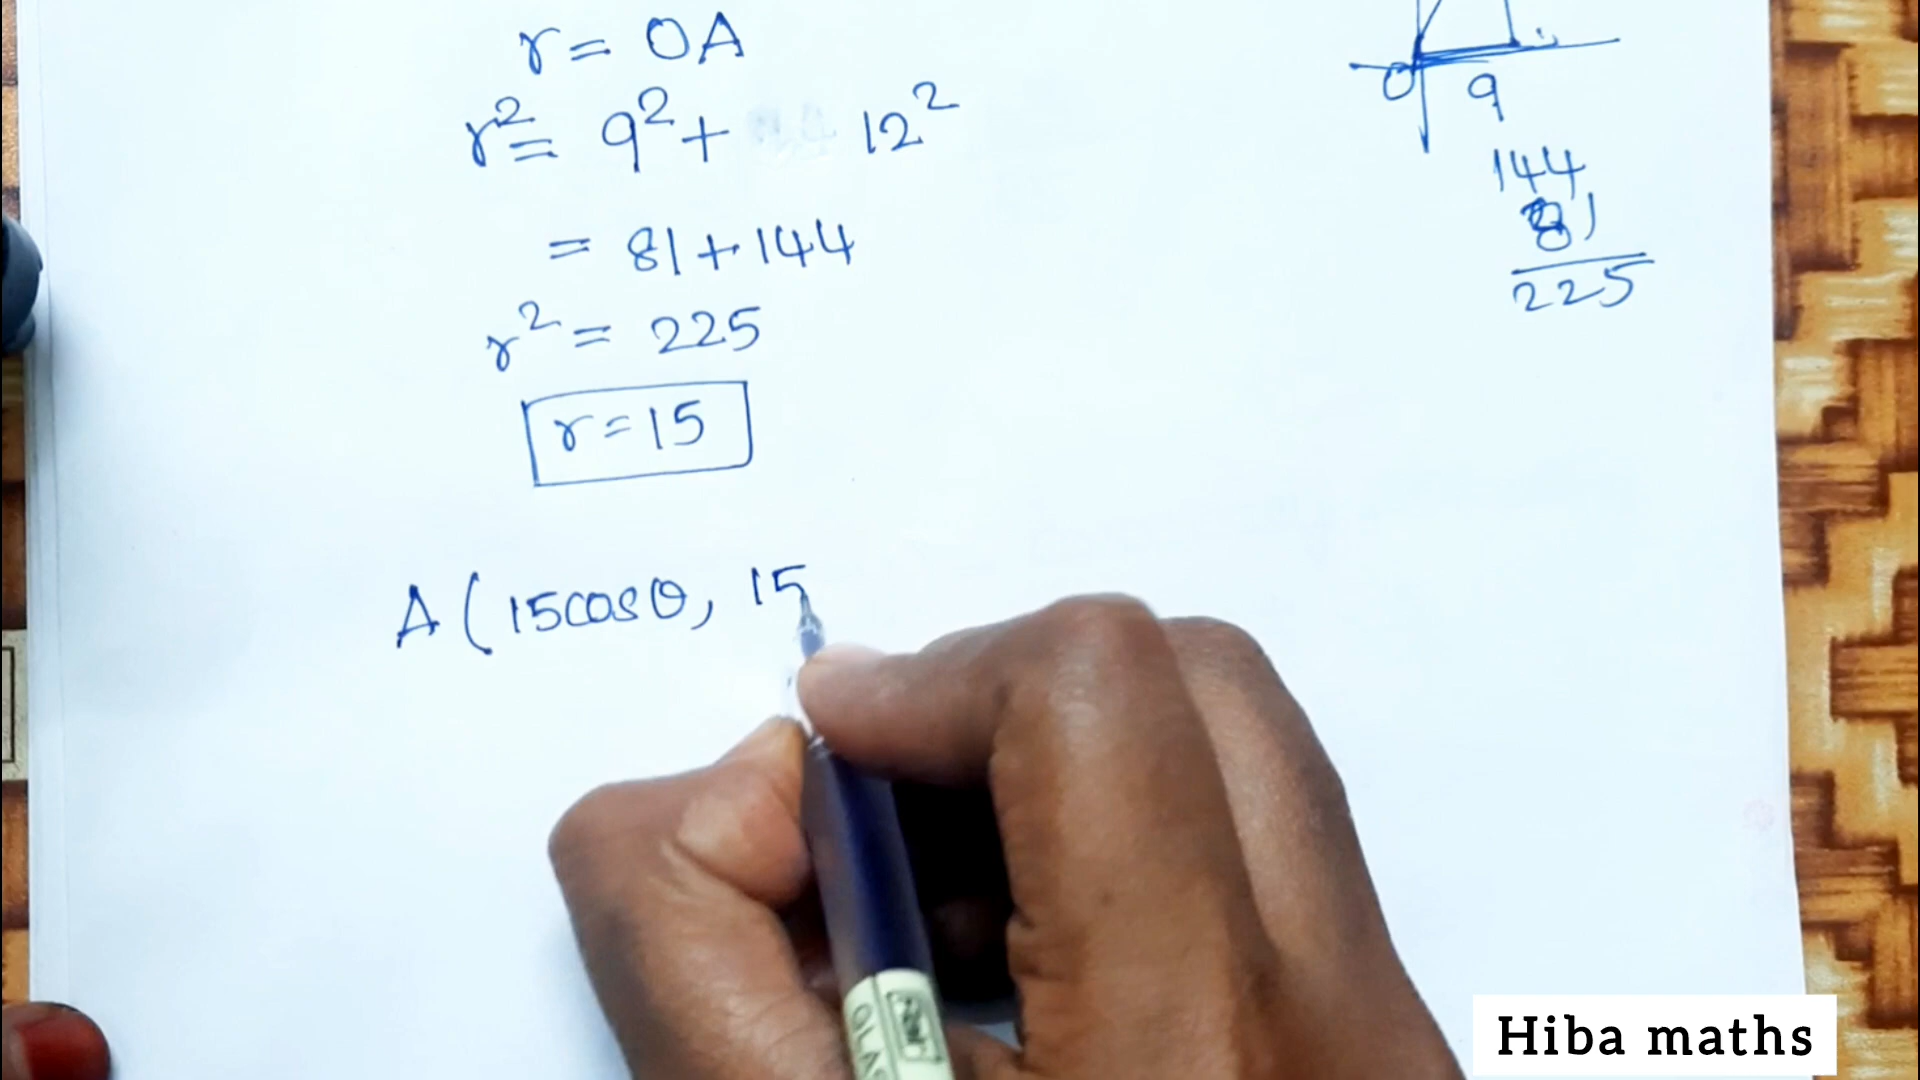 r = OA
r² = 9² + 12²
= 81 + 144
r² = 225
r = 15
A ( 15cosθ, 15
O
9
144
81
225
Hiba maths